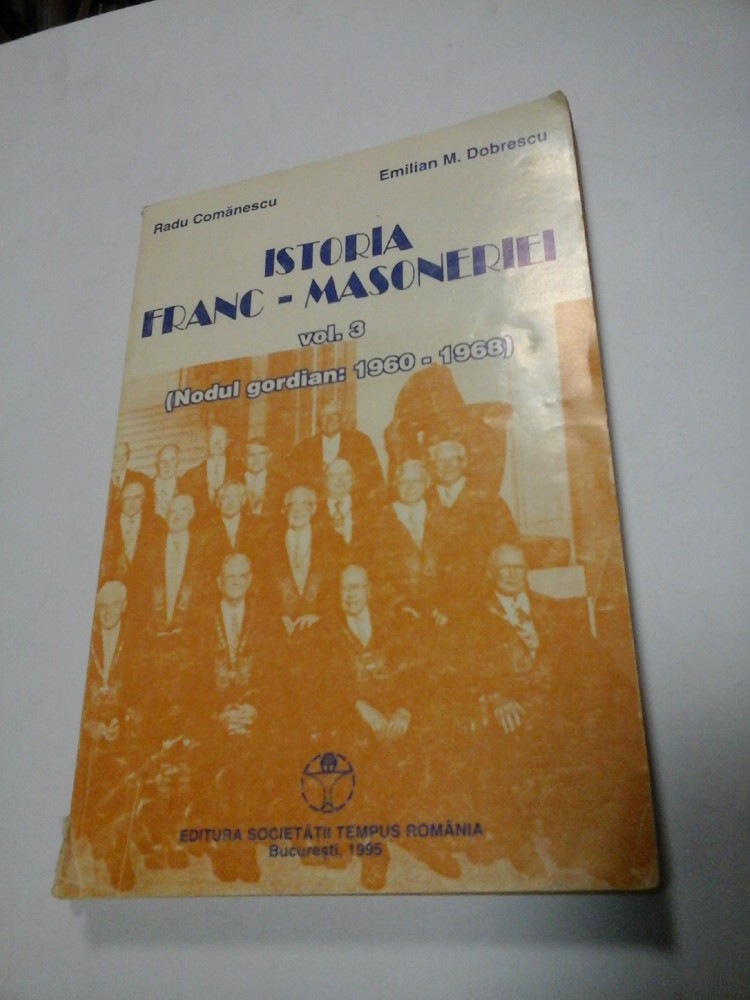 Radu Comănescu
Emilian M. Dobrescu
ISTORIA
FRANC - MASONERIEI
vol. 3
(Nodul gordian: 1960 - 1968)
EDITURA SOCIETĂȚII TEMPUS ROMÂNIA
București, 1995